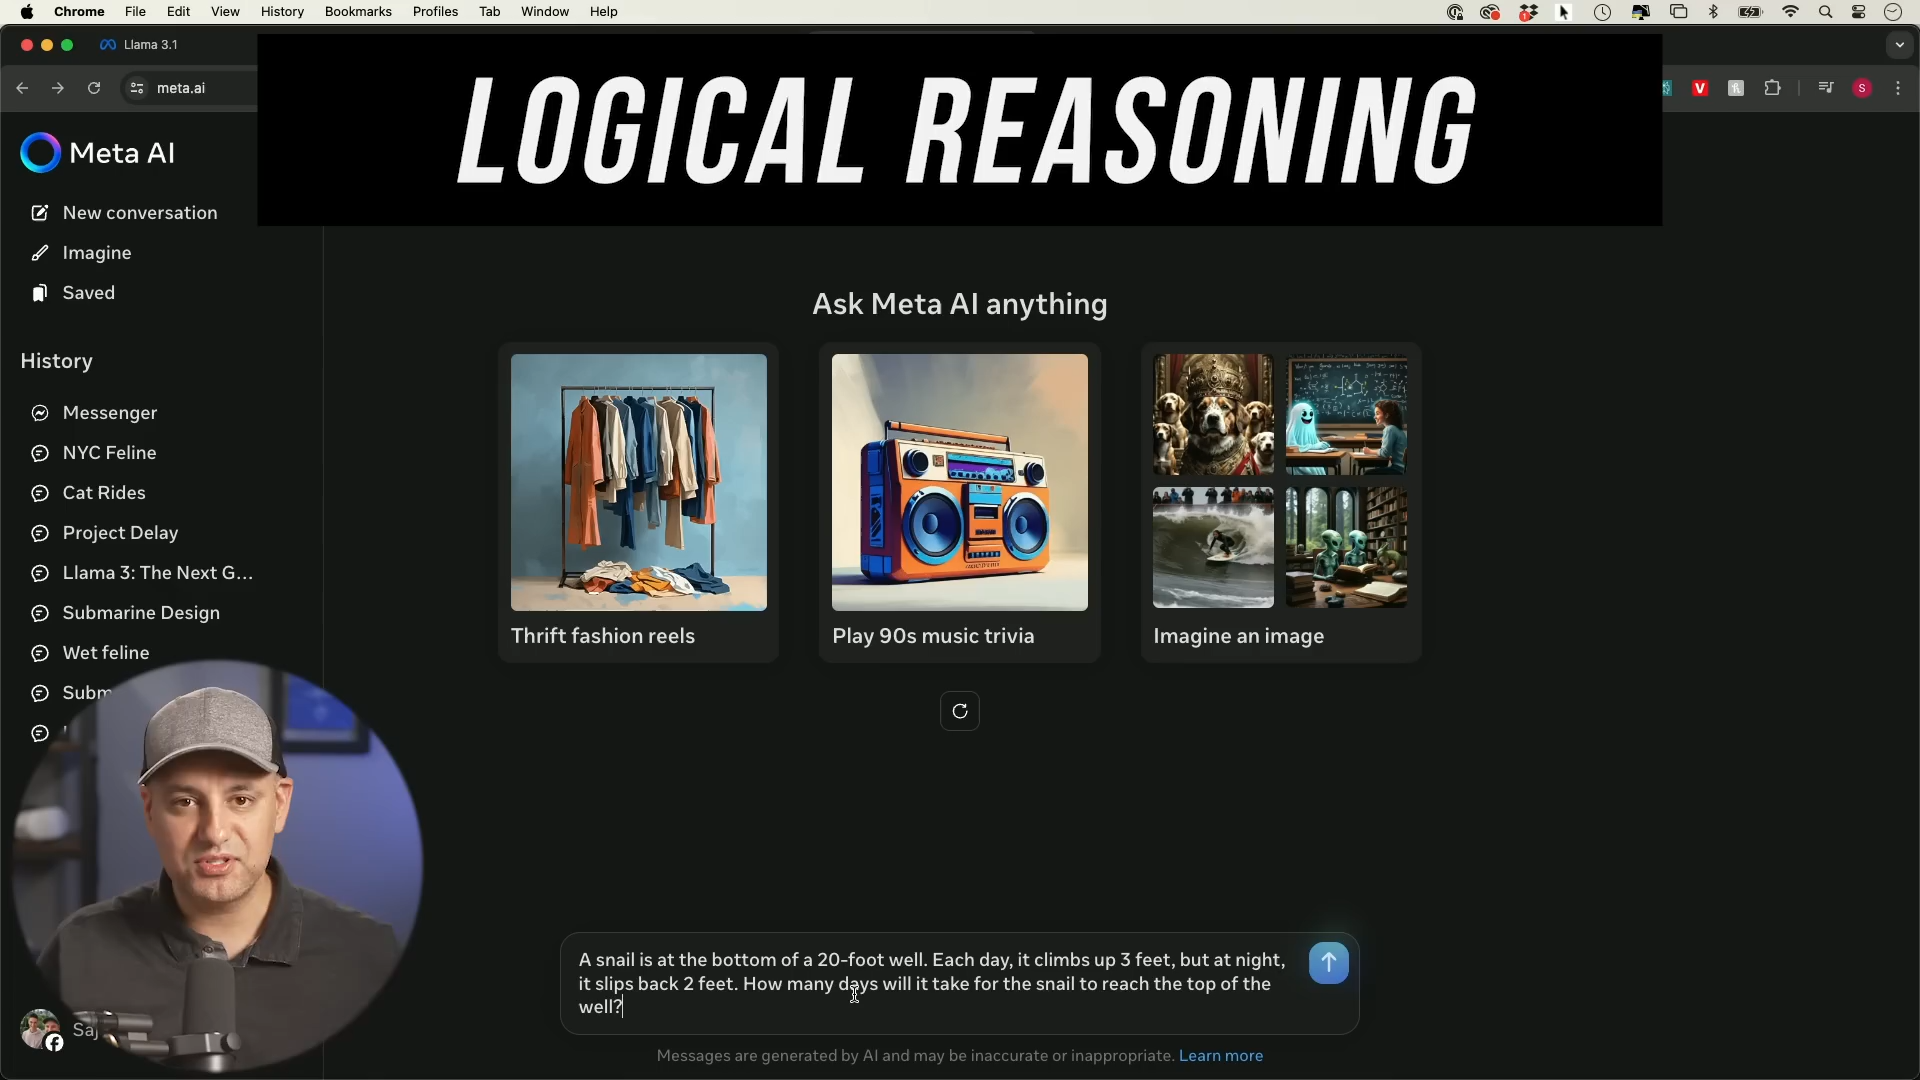 Chrome File Edit View History Bookmarks Profiles Tab Window Help
Llama 3.1
meta.ai
LOGICAL REASONING
V
S
Meta AI
New conversation
Imagine
Saved
History
Messenger
NYC Feline
Cat Rides
Project Delay
Llama 3: The Next G...
Submarine Design
Wet feline
Subm
Ask Meta AI anything
Thrift fashion reels
Play 90s music trivia
Imagine an image
A snail is at the bottom of a 20-foot well. Each day, it climbs up 3 feet, but at night,
it slips back 2 feet. How many days will it take for the snail to reach the top of the
well?
Saj
Messages are generated by AI and may be inaccurate or inappropriate. Learn more